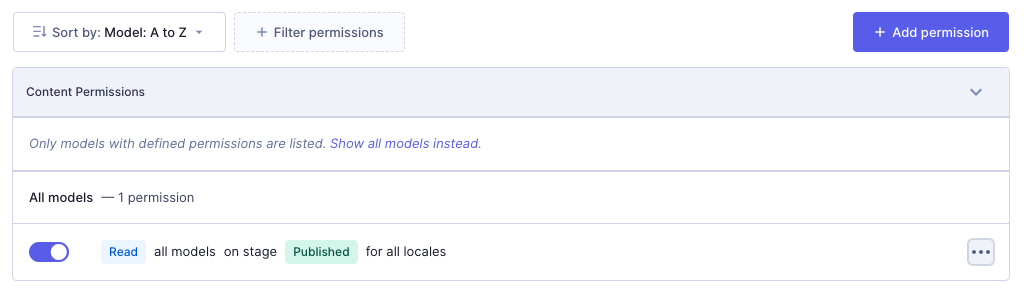 Sort by: Model: A to Z
+ Filter permissions
+ Add permission
Content Permissions
Only models with defined permissions are listed. Show all models instead.
All models — 1 permission
Read all models on stage Published for all locales